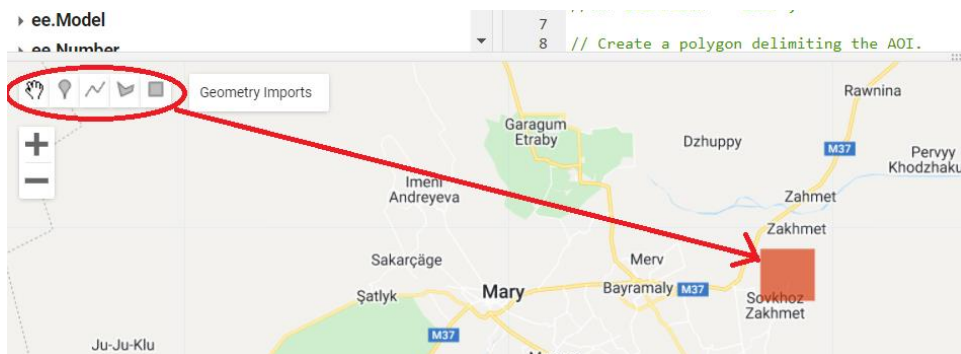 ee.Model
ee.Number
7
8 // Create a polygon delimiting the AOI.
Geometry Imports
Rawnina
Garagum
Etraby
Dzhuppy
M37
Pervyy
Khodzhaku
Imeni
Andreyeva
Zahmet
Zakhmet
Sakarçäge
Merv
Şatlyk
Mary
Bayramaly
M37
Sovkhoz
Zakhmet
M37
Ju-Ju-Klu